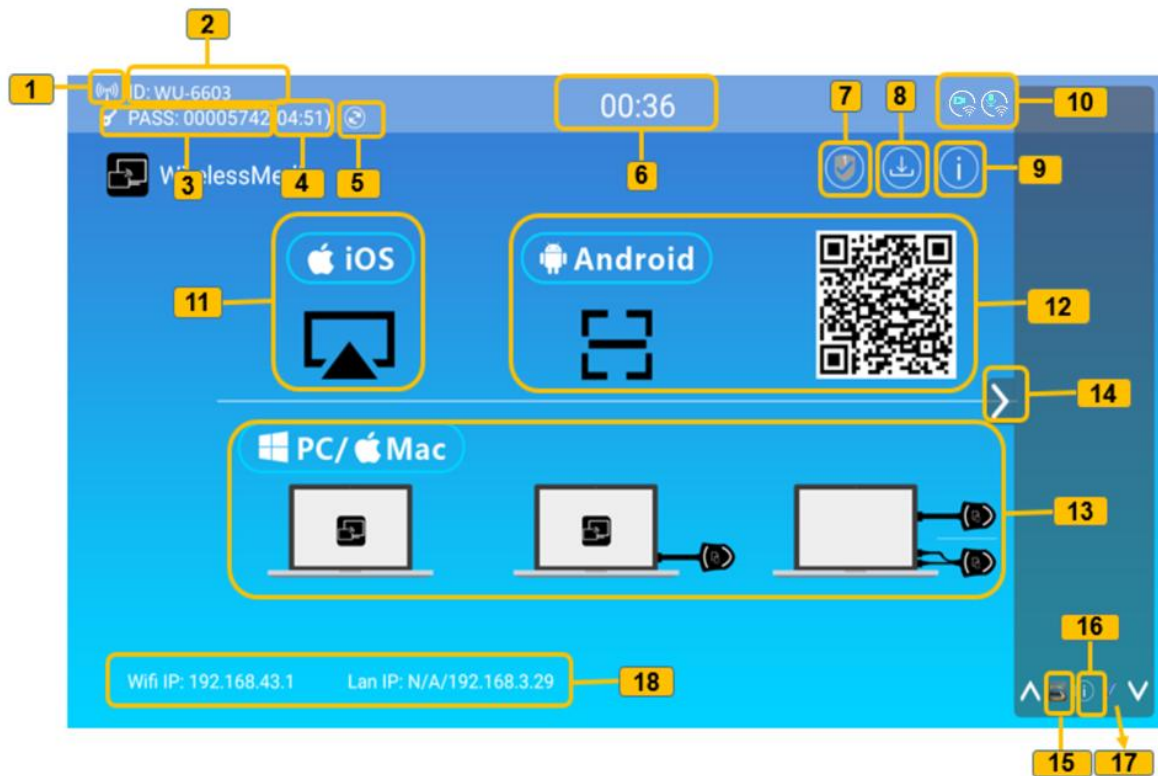 2
1
ID: WU-6603
7
8
10
PASS: 00005742 (04:51)
00:36
3
4
5
6
9
iOS
Android
11
12
14
PC/ Mac
13
16
Wifi IP: 192.168.43.1 Lan IP: N/A/192.168.3.29
18
i
15
17